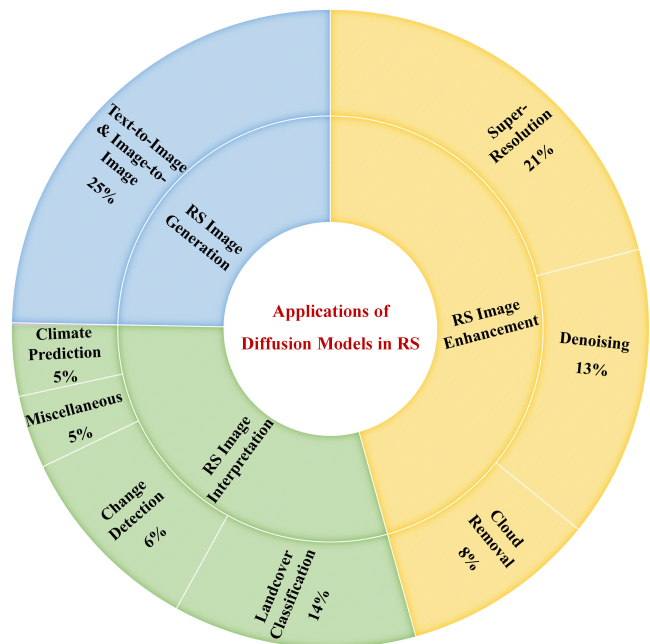 Applications of
Diffusion Models in RS
RS Image
Generation
Text-to-Image
& Image-to-
Image
25%
RS Image
Enhancement
Super-
Resolution
21%
Denoising
13%
Cloud
Removal
8%
RS Image
Interpretation
Landcover
Classification
14%
Change
Detection
6%
Miscellaneous
5%
Climate
Prediction
5%